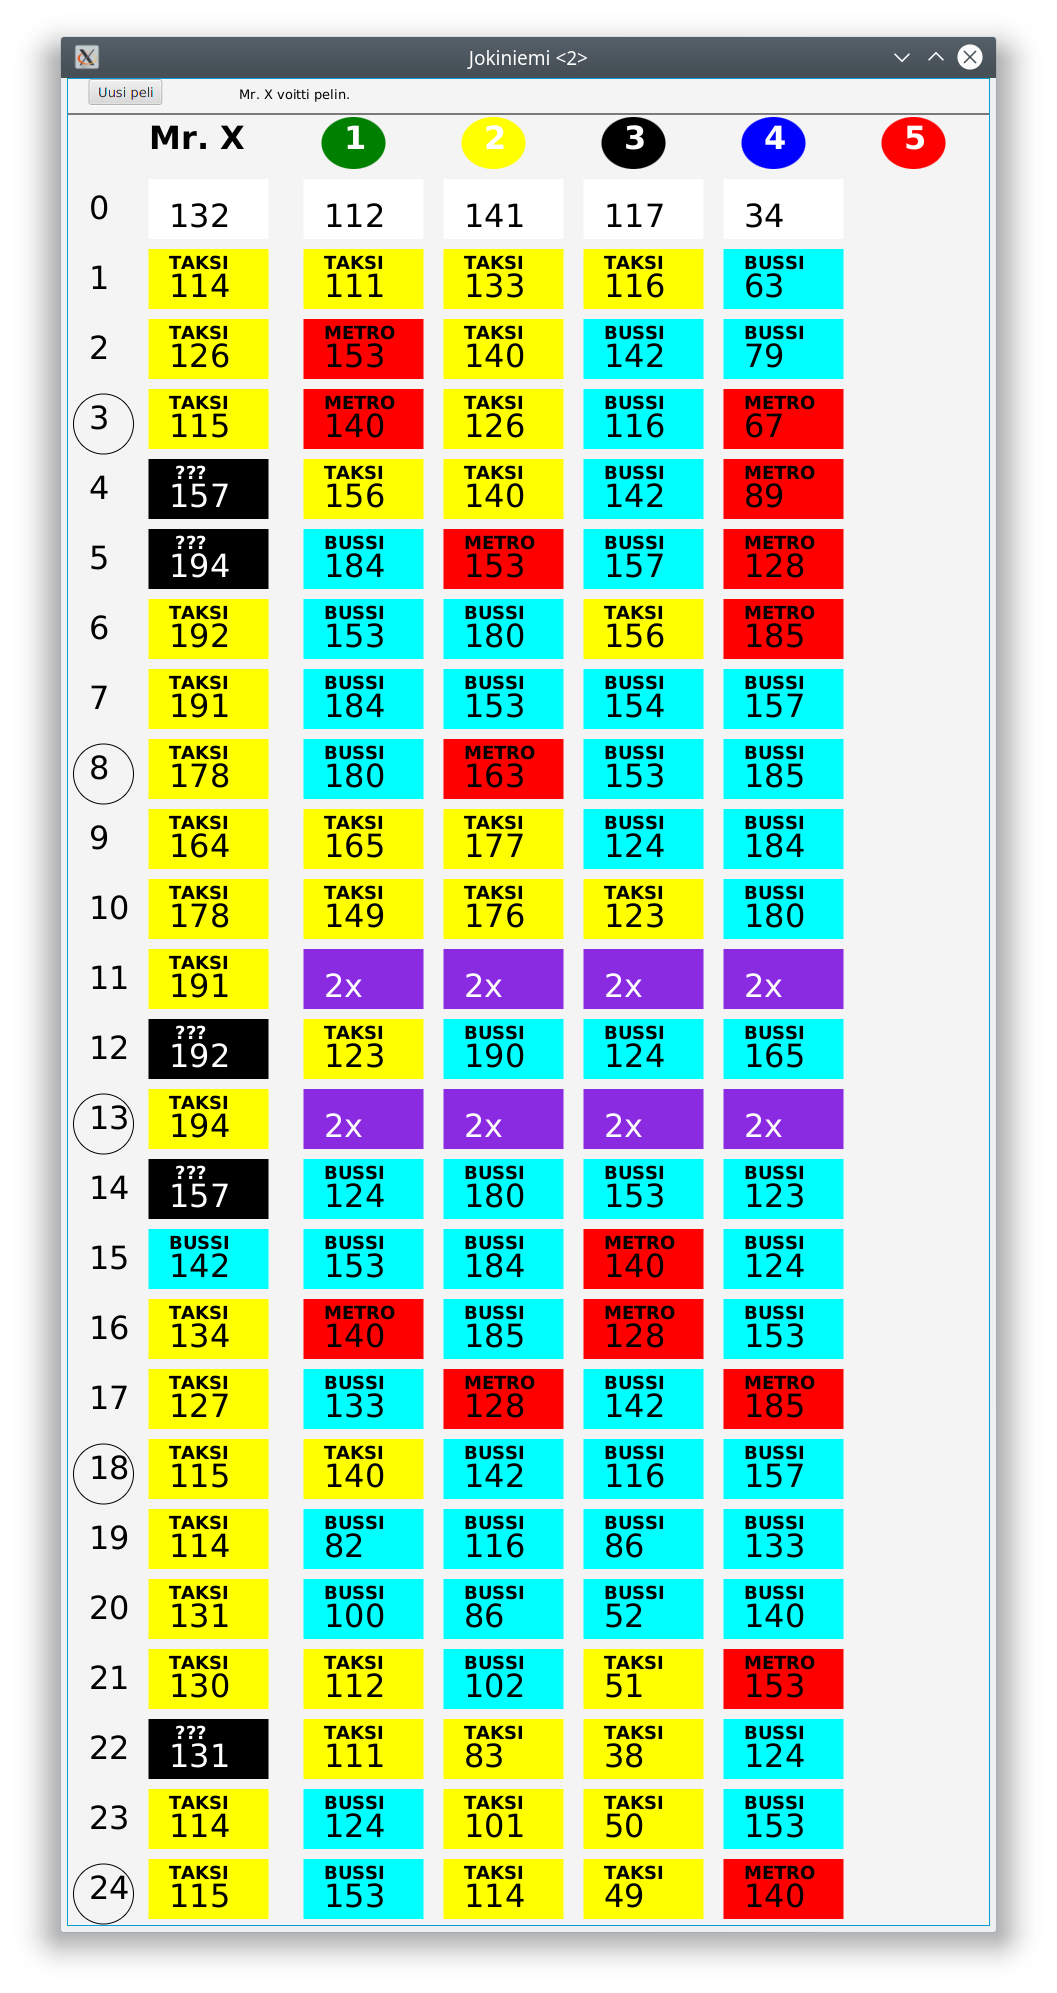 Jokiniemi <2>
Uusi peli Mr. X voitti pelin.
Mr. X 1 2 3 4 5
0 132 112 141 117 34
TAKSI TAKSI TAKSI TAKSI BUSSI
1 114 111 133 116 63
TAKSI METRO TAKSI BUSSI BUSSI
2 126 153 140 142 79
TAKSI METRO TAKSI BUSSI METRO
3 115 140 126 116 67
??? TAKSI TAKSI BUSSI METRO
4 157 156 140 142 89
??? BUSSI METRO BUSSI METRO
5 194 184 153 157 128
TAKSI BUSSI BUSSI TAKSI METRO
6 192 153 180 156 185
TAKSI BUSSI BUSSI BUSSI BUSSI
7 191 184 153 154 157
TAKSI BUSSI METRO BUSSI BUSSI
8 178 180 163 153 185
TAKSI TAKSI TAKSI BUSSI BUSSI
9 164 165 177 124 184
TAKSI TAKSI TAKSI TAKSI BUSSI
10 178 149 176 123 180
TAKSI
11 191 2x 2x 2x 2x
??? TAKSI BUSSI BUSSI BUSSI
12 192 123 190 124 165
TAKSI
13 194 2x 2x 2x 2x
??? BUSSI BUSSI BUSSI BUSSI
14 157 124 180 153 123
BUSSI BUSSI BUSSI METRO BUSSI
15 142 153 184 140 124
TAKSI METRO BUSSI METRO BUSSI
16 134 140 185 128 153
TAKSI BUSSI METRO BUSSI METRO
17 127 133 128 142 185
TAKSI TAKSI BUSSI BUSSI BUSSI
18 115 140 142 116 157
TAKSI BUSSI BUSSI BUSSI BUSSI
19 114 82 116 86 133
TAKSI BUSSI BUSSI BUSSI BUSSI
20 131 100 86 52 140
TAKSI TAKSI BUSSI TAKSI METRO
21 130 112 102 51 153
??? TAKSI TAKSI TAKSI BUSSI
22 131 111 83 38 124
TAKSI BUSSI TAKSI TAKSI BUSSI
23 114 124 101 50 153
TAKSI BUSSI TAKSI TAKSI METRO
24 115 153 114 49 140